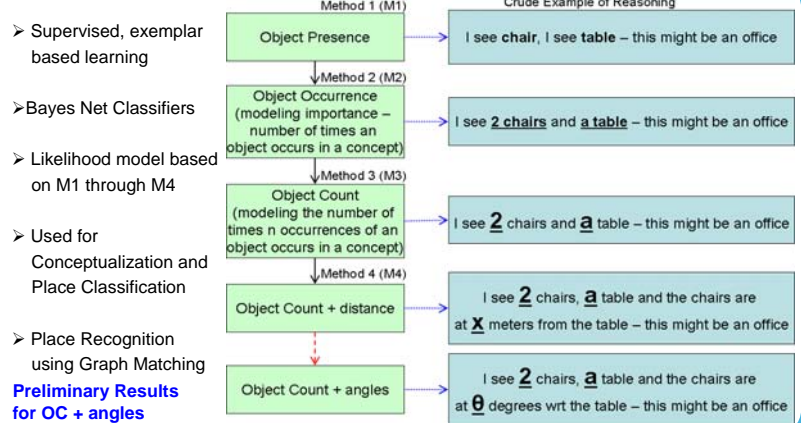 ➢ Supervised, exemplar
based learning
➢Bayes Net Classifiers
➢ Likelihood model based
on M1 through M4
➢ Used for
Conceptualization and
Place Classification
➢ Place Recognition
using Graph Matching
Preliminary Results
for OC + angles
Method 1 (M1)
Object Presence
Method 2 (M2)
Object Occurrence
(modeling importance –
number of times an
object occurs in a concept)
Method 3 (M3)
Object Count
(modeling the number of
times n occurrences of an
object occurs in a concept)
Method 4 (M4)
Object Count + distance
Object Count + angles
Crude Example of Reasoning
I see chair, I see table – this might be an office
I see 2 chairs and a table – this might be an office
I see 2 chairs and a table – this might be an office
I see 2 chairs, a table and the chairs are
at x meters from the table – this might be an office
I see 2 chairs, a table and the chairs are
at θ degrees wrt the table – this might be an office